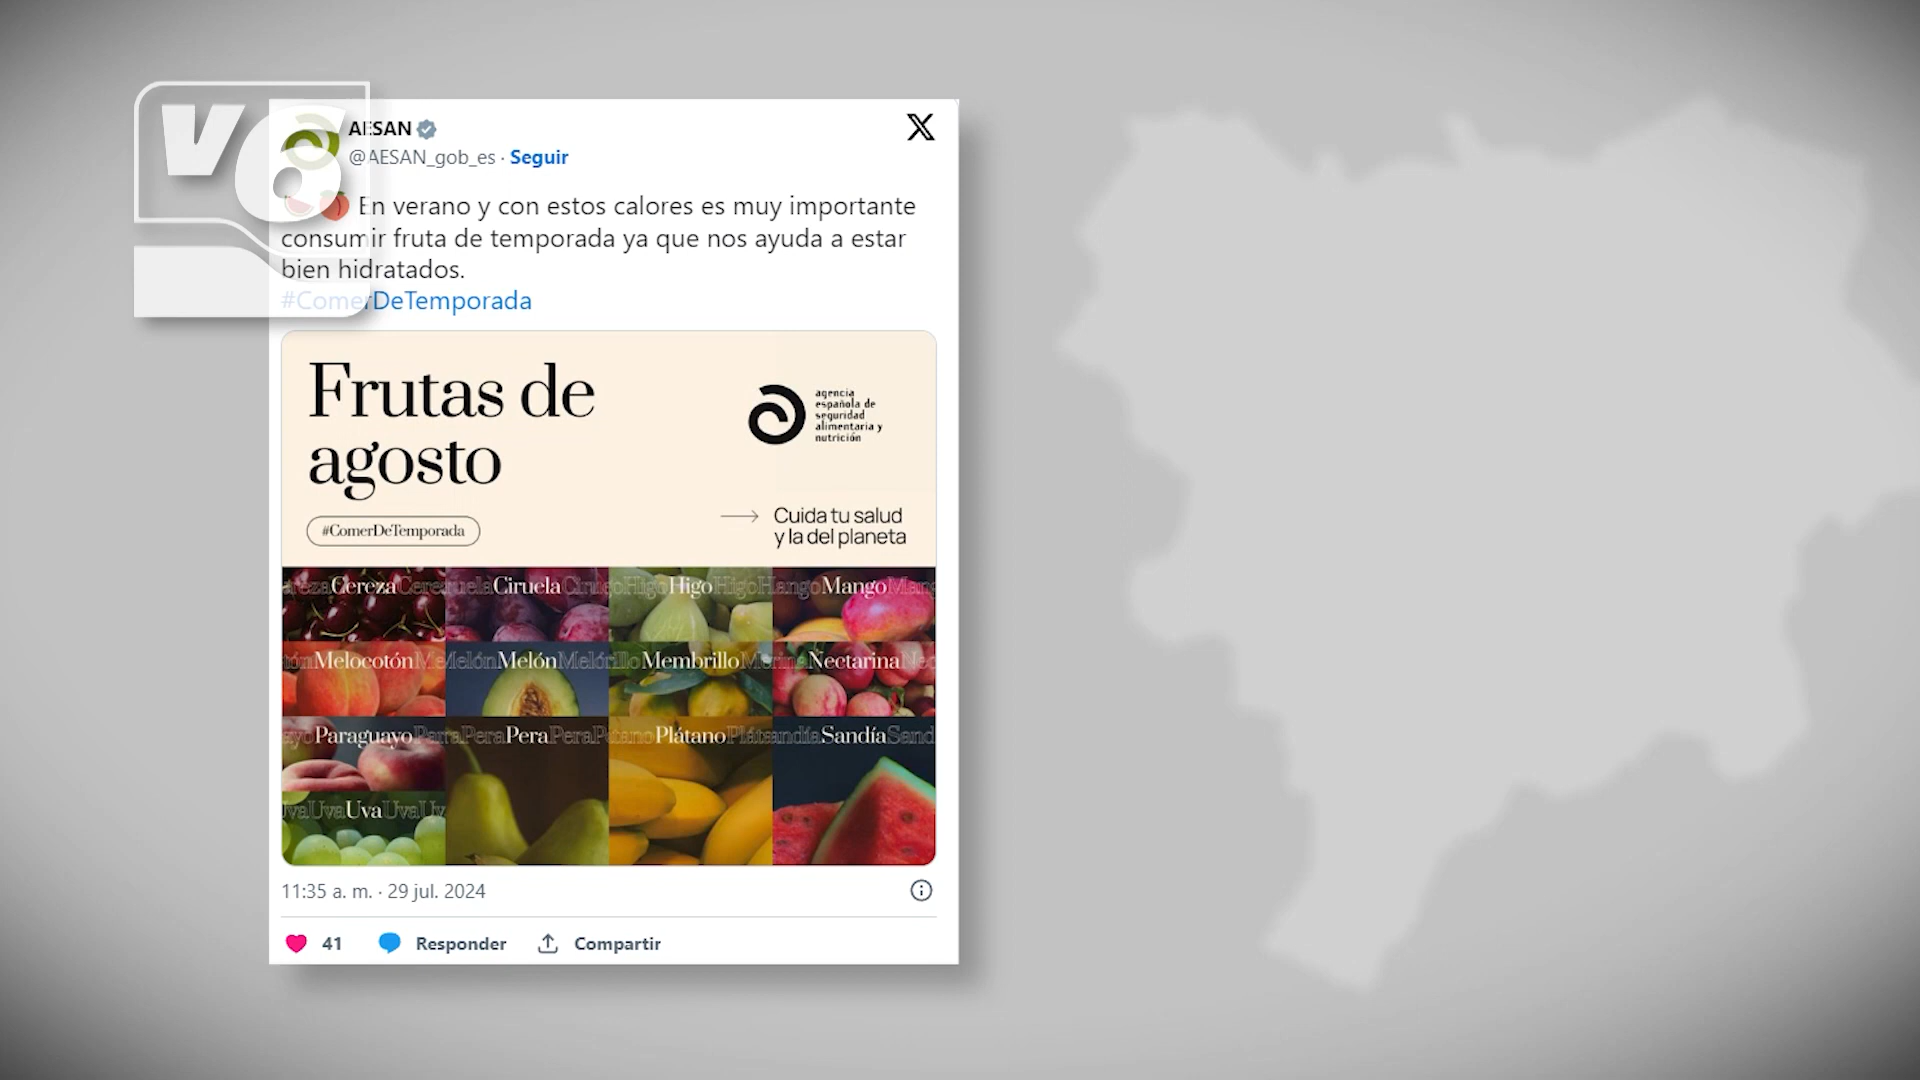 V6
AESAN
@AESAN_gob_es · Seguir
En verano y con estos calores es muy importante
consumir fruta de temporada ya que nos ayuda a estar
bien hidratados.
#ComerDeTemporada
Frutas de
agosto
agencia
española de
seguridad
alimentaria y
nutrición
#ComerDeTemporada
Cuida tu salud
y la del planeta
Cereza Ciruela Higo Mango
Melocotón Melón Membrillo Nectarina
Paraguayo Pera Plátano Sandía
Uva
11:35 a. m. · 29 jul. 2024
41 Responder Compartir